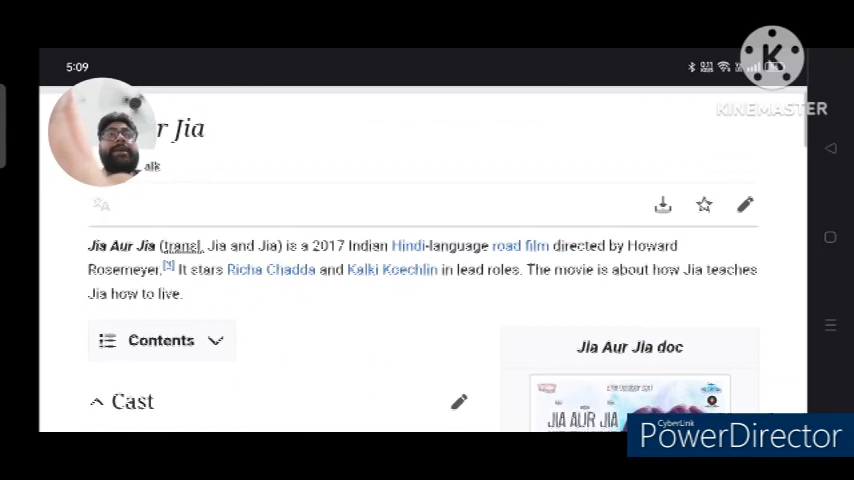 5:09
KINEMASTER
r Jia
alk
Jia Aur Jia (transl. Jia and Jia) is a 2017 Indian Hindi-language road film directed by Howard
Rosemeyer. It stars Richa Chadda and Kalki Koechlin in lead roles. The movie is about how Jia teaches
Jia how to live.
Contents
Jia Aur Jia doc
Cast
JIA AUR JIA
CyberLink
PowerDirector